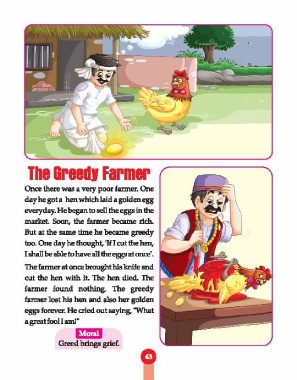 The Greedy Farmer
Once there was a very poor farmer. One
day he got a hen which laid a golden egg
everyday. He began to sell the eggs in the
market. Soon, the farmer became rich.
But at the same time he became greedy
too. One day he thought, 'If I cut the hen,
I shall be able to have all the eggs at once'.
The farmer at once brought his knife and
cut the hen with it. The hen died. The
farmer found nothing. The greedy
farmer lost his hen and also her golden
eggs forever. He cried out saying, "What
a great fool I am!"
Moral
Greed brings grief.
63